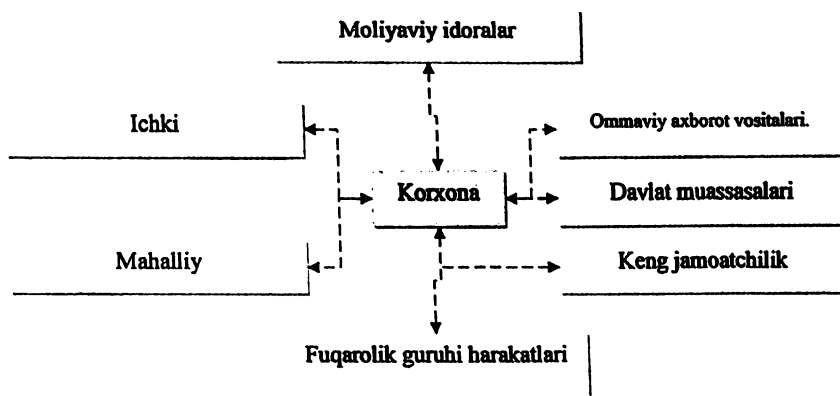 Moliyaviy idoralar
Ichki
Ommaviy axborot vositalari.
Korxona
Davlat muassasalari
Mahalliy
Keng jamoatchilik
Fuqarolik guruhi harakatlari